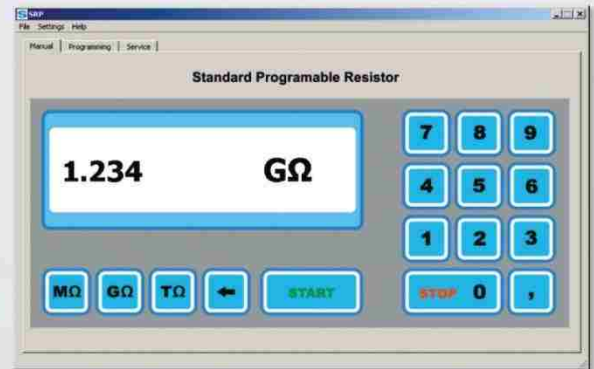 SRP
File Settings Help
Manual Programming Service
Standard Programable Resistor
1.234 GΩ
7 8 9
4 5 6
1 2 3
MΩ GΩ TΩ ← START STOP 0 ,